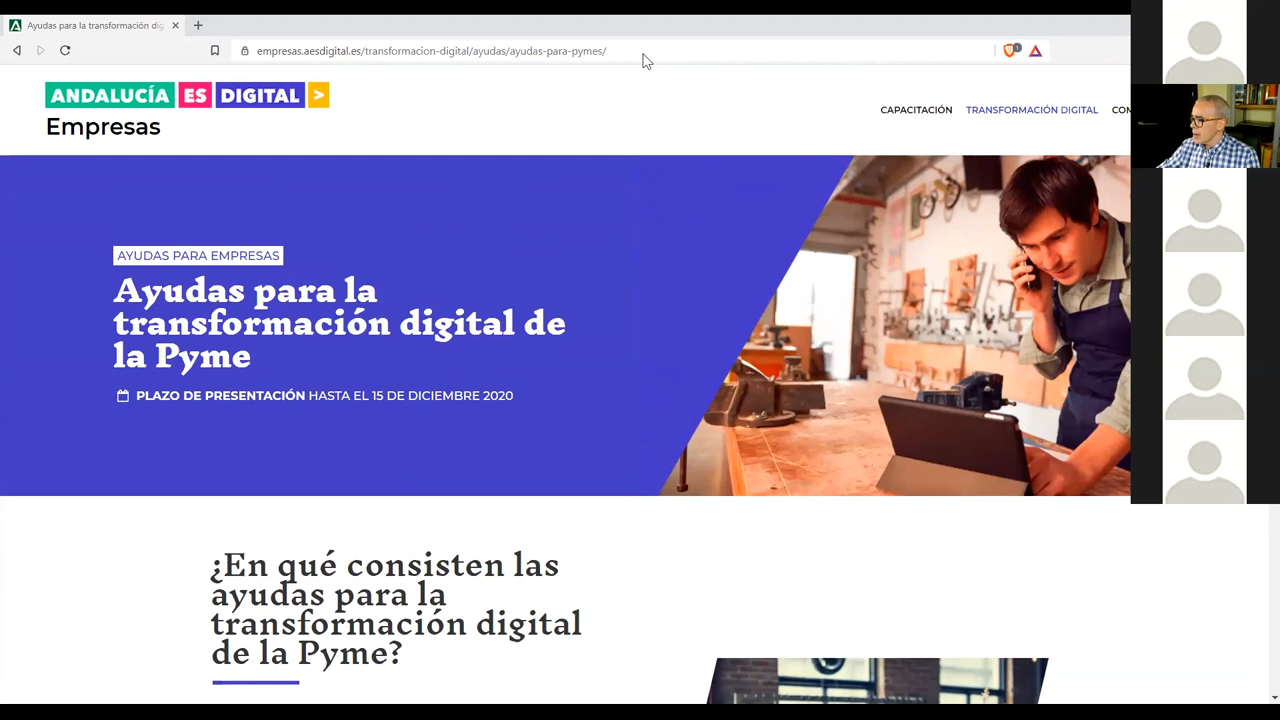 Ayudas para la transformación dig
empresas.aesdigital.es/transformacion-digital/ayudas/ayudas-para-pymes/
1
ANDALUCÍA ES DIGITAL >
Empresas
CAPACITACIÓN TRANSFORMACIÓN DIGITAL CON
AYUDAS PARA EMPRESAS
Ayudas para la
transformación digital de
la Pyme
PLAZO DE PRESENTACIÓN HASTA EL 15 DE DICIEMBRE 2020
¿En qué consisten las
ayudas para la
transformación digital
de la Pyme?